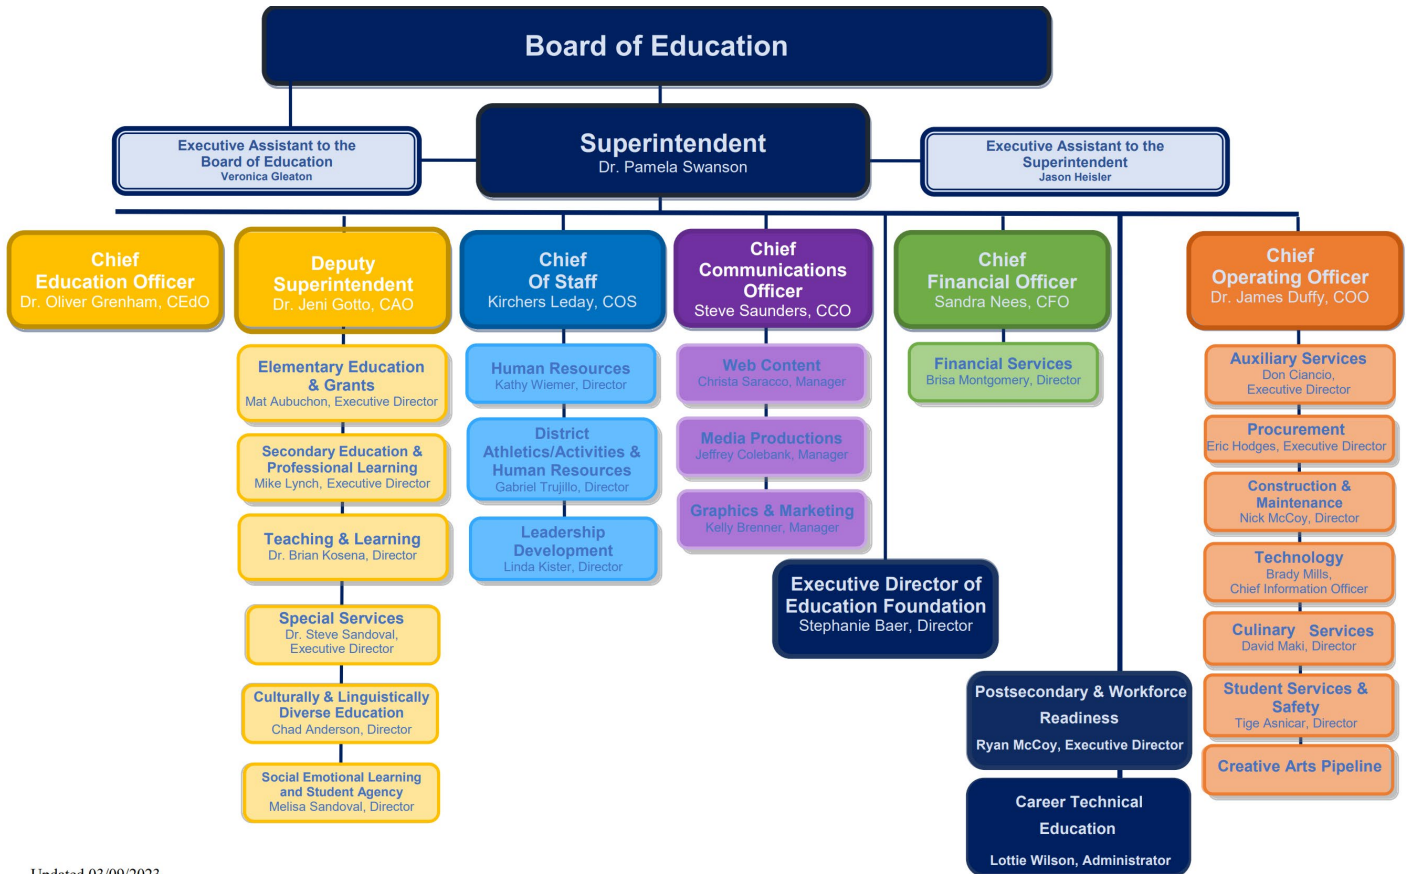 Board of Education
Executive Assistant to the
Board of Education
Veronica Gleaton
Superintendent
Dr. Pamela Swanson
Executive Assistant to the
Superintendent
Jason Heisler
Chief
Education Officer
Dr. Oliver Grenham, CEdO
Deputy
Superintendent
Dr. Jeni Gotto, CAO
Elementary Education
& Grants
Mat Aubuchon, Executive Director
Secondary Education &
Professional Learning
Mike Lynch, Executive Director
Teaching & Learning
Dr. Brian Kosena, Director
Special Services
Dr. Steve Sandoval,
Executive Director
Culturally & Linguistically
Diverse Education
Chad Anderson, Director
Social Emotional Learning
and Student Agency
Melisa Sandoval, Director
Chief
Of Staff
Kirchers Leday, COS
Human Resources
Kathy Wiemer, Director
District
Athletics/Activities &
Human Resources
Gabriel Trujillo, Director
Leadership
Development
Linda Kister, Director
Chief
Communications
Officer
Steve Saunders, CCO
Web Content
Christa Saracco, Manager
Media Productions
Jeffrey Colebank, Manager
Graphics & Marketing
Kelly Brenner, Manager
Executive Director of
Education Foundation
Stephanie Baer, Director
Chief
Financial Officer
Sandra Nees, CFO
Financial Services
Brisa Montgomery, Director
Postsecondary & Workforce
Readiness
Ryan McCoy, Executive Director
Career Technical
Education
Lottie Wilson, Administrator
Chief
Operating Officer
Dr. James Duffy, COO
Auxiliary Services
Don Ciancio,
Executive Director
Procurement
Eric Hodges, Executive Director
Construction &
Maintenance
Nick McCoy, Director
Technology
Brady Mills,
Chief Information Officer
Culinary Services
David Maki, Director
Student Services &
Safety
Tige Asnicar, Director
Creative Arts Pipeline
Updated 03/09/2023